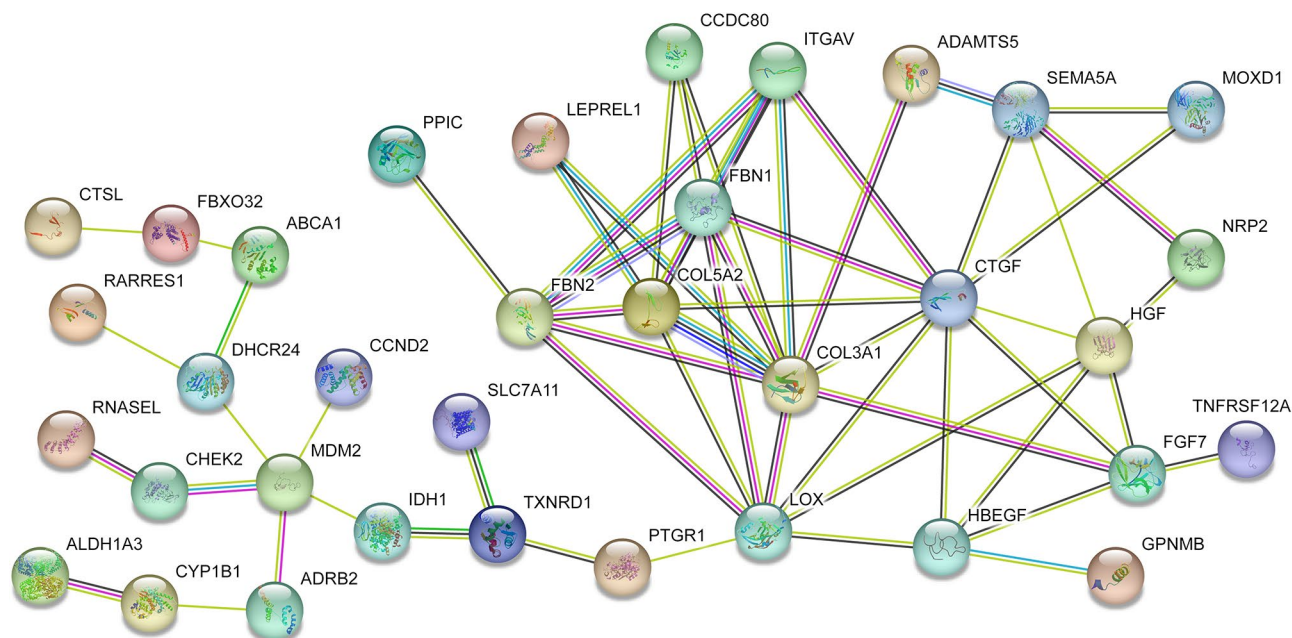 CCDC80
ITGAV
ADAMTS5
SEMA5A
MOXD1
LEPREL1
PPIC
FBN1
CTSL
FBXO32
ABCA1
NRP2
RARRES1
FBN2
COL5A2
CTGF
HGF
DHCR24
CCND2
COL3A1
SLC7A11
TNFRSF12A
RNASEL
CHEK2
MDM2
FGF7
IDH1
TXNRD1
LOX
HBEGF
PTGR1
GPNMB
ALDH1A3
CYP1B1
ADRB2